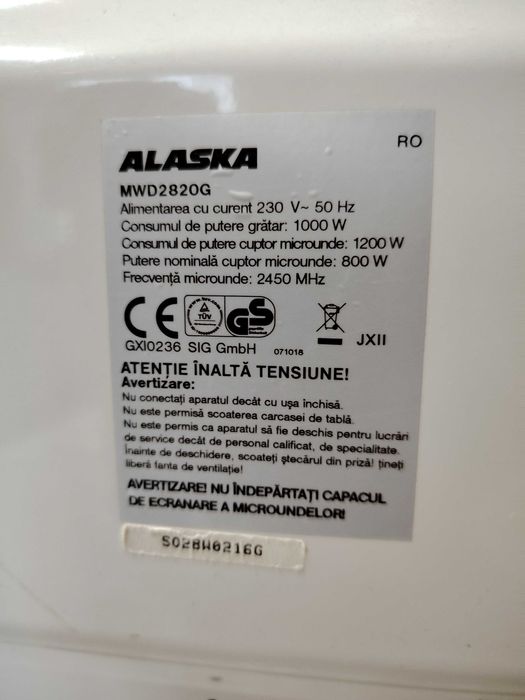 RO
ALASKA
MWD2820G
Alimentarea cu curent 230 V~ 50 Hz
Consumul de putere grătar: 1000 W
Consumul de putere cuptor microunde: 1200 W
Putere nominală cuptor microunde: 800 W
Frecvență microunde: 2450 MHz
CE TÜV GS
JXII
GXI0236 SIG GmbH 071018
ATENȚIE ÎNALTĂ TENSIUNE!
Avertizare:
Nu conectați aparatul decât cu ușa închisă.
Nu este permisă scoaterea carcasei de tablă.
Nu este permis ca aparatul să fie deschis pentru lucrări
de service decât de personal calificat, de specialitate.
Înainte de deschidere, scoateți ștecărul din priză! țineți
liberă fanta de ventilație!
AVERTIZARE! NU ÎNDEPĂRTAȚI CAPACUL
DE ECRANARE A MICROUNDELOR!
S028W0216G